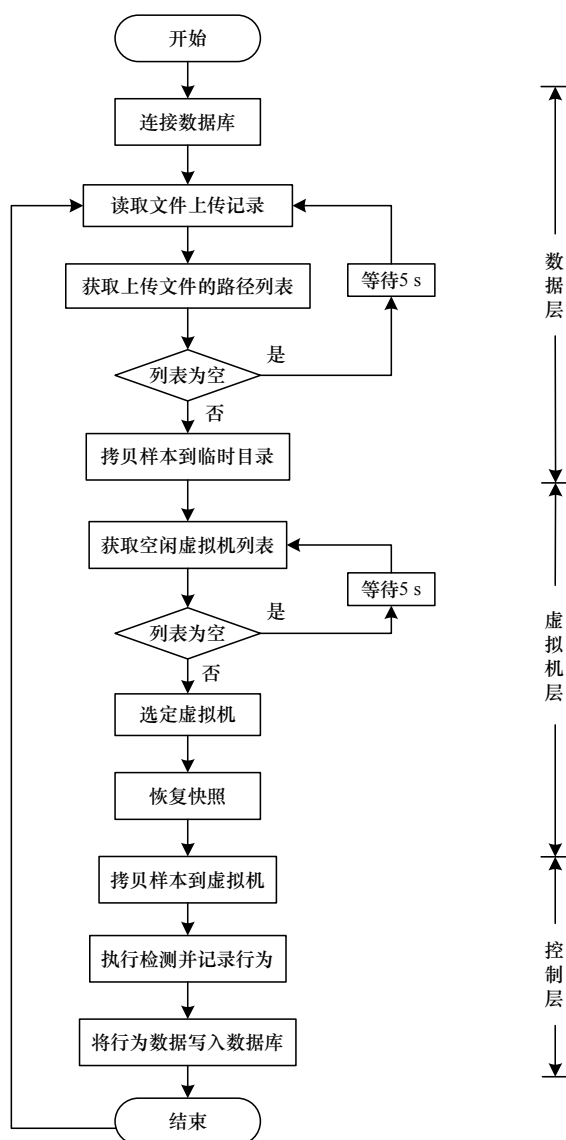 开始
连接数据库
读取文件上传记录
获取上传文件的路径列表
等待5 s
列表为空
是
否
拷贝样本到临时目录
获取空闲虚拟机列表
等待5 s
列表为空
是
否
选定虚拟机
恢复快照
拷贝样本到虚拟机
执行检测并记录行为
将行为数据写入数据库
结束
数据层
虚拟机层
控制层